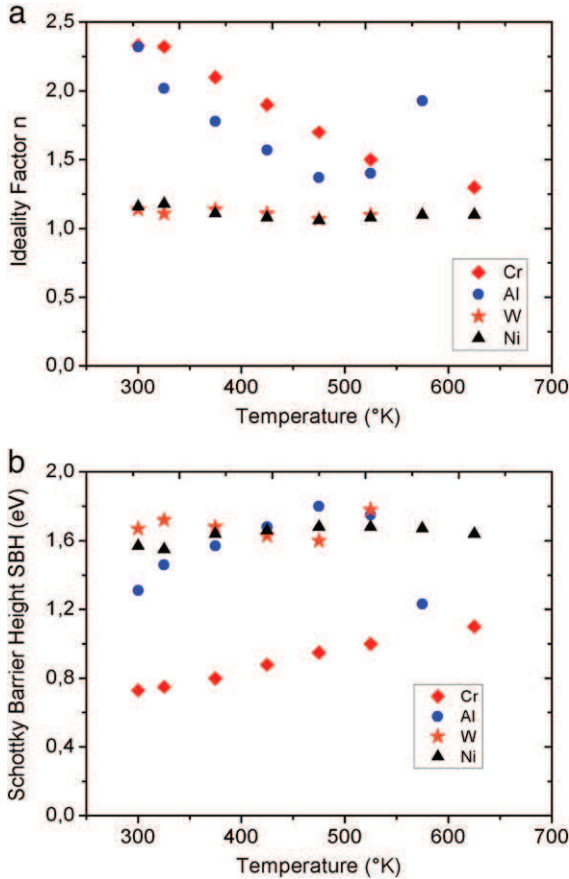 a
2,5
2,0
1,5
1,0
0,5
0,0
Ideality Factor n
Cr
Al
W
Ni
300 400 500 600 700
Temperature (°K)
b
2,0
1,6
1,2
0,8
0,4
0,0
Schottky Barrier Height SBH (eV)
Cr
Al
W
Ni
300 400 500 600 700
Temperature (°K)